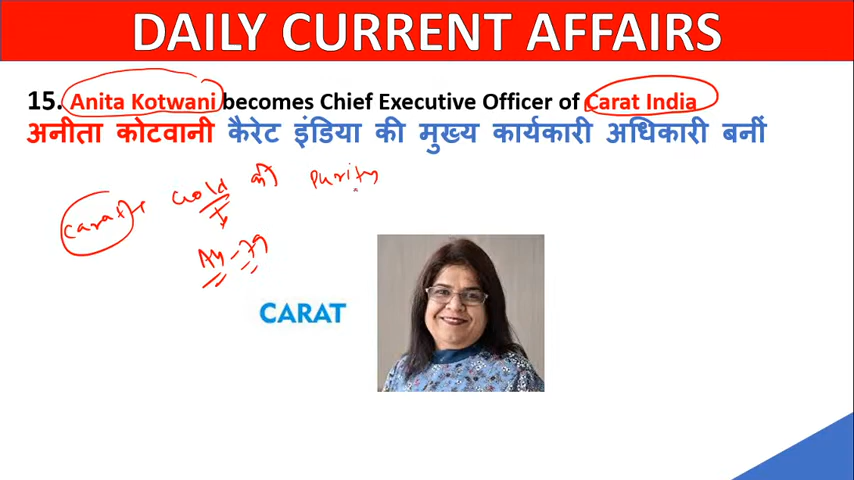 DAILY CURRENT AFFAIRS
15. Anita Kotwani becomes Chief Executive Officer of Carat India
अनीता कोटवानी कैरेट इंडिया की मुख्य कार्यकारी अधिकारी बनीं
Carat Gold की Purity
Au - 79
CARAT